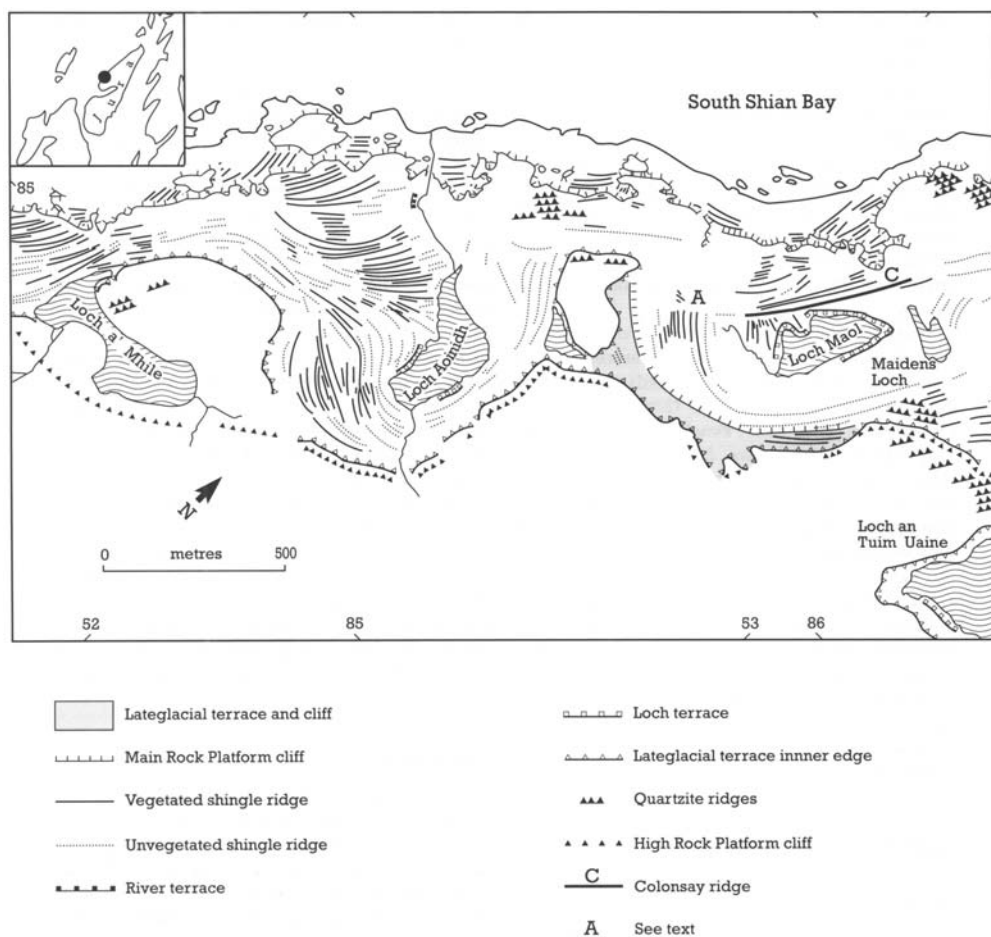 Jura
South Shian Bay
85
A
C
Loch a' Mhile
Loch Aoinidh
Loch Maol
Maidens
Loch
N
0 metres 500
Loch an
Tuim Uaine
52
85
53
86
Lateglacial terrace and cliff
Main Rock Platform cliff
Vegetated shingle ridge
Unvegetated shingle ridge
River terrace
Loch terrace
Lateglacial terrace innner edge
Quartzite ridges
High Rock Platform cliff
C
Colonsay ridge
A
See text